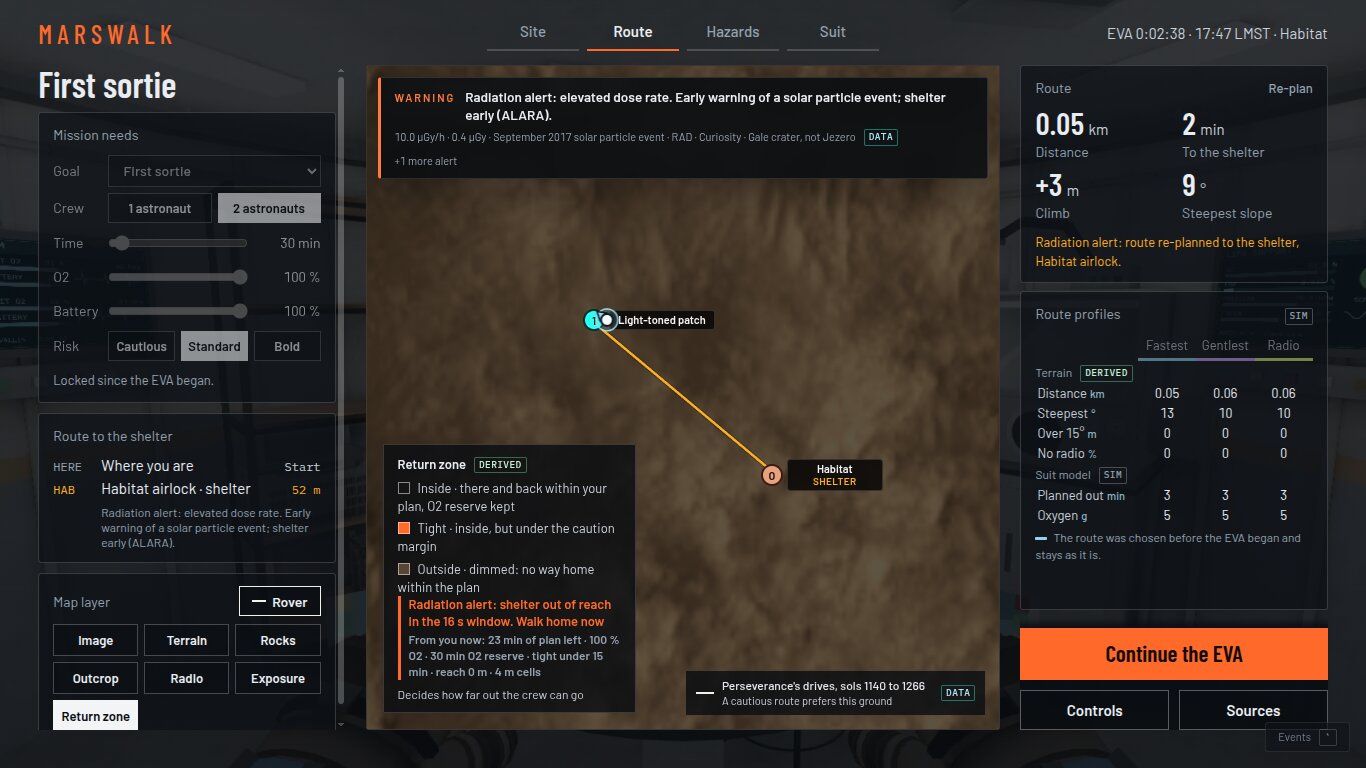 MARSWALK
Site
Route
Hazards
Suit
EVA 0:02:38 · 17:47 LMST · Habitat
First sortie
Mission needs
Goal
First sortie
Crew
1 astronaut
2 astronauts
Time
30 min
O2
100 %
Battery
100 %
Risk
Cautious
Standard
Bold
Locked since the EVA began.
Route to the shelter
HERE Where you are Start
HAB Habitat airlock · shelter 52 m
Radiation alert: elevated dose rate. Early
warning of a solar particle event; shelter
early (ALARA).
Map layer
Rover
Image
Terrain
Rocks
Outcrop
Radio
Exposure
Return zone
WARNING Radiation alert: elevated dose rate. Early warning of a solar particle event; shelter
early (ALARA).
10.0 µGy/h · 0.4 µGy · September 2017 solar particle event · RAD · Curiosity · Gale crater, not Jezero DATA
+1 more alert
1
Light-toned patch
0
Habitat
SHELTER
Return zone DERIVED
Inside · there and back within your
plan, O2 reserve kept
Tight · inside, but under the caution
margin
Outside · dimmed: no way home
within the plan
Radiation alert: shelter out of reach
in the 16 s window. Walk home now
From you now: 23 min of plan left · 100 %
O2 · 30 min O2 reserve · tight under 15
min · reach 0 m · 4 m cells
Decides how far out the crew can go
Perseverance's drives, sols 1140 to 1266
A cautious route prefers this ground
DATA
Route
Re-plan
0.05 km
Distance
2 min
To the shelter
+3 m
Climb
9 °
Steepest slope
Radiation alert: route re-planned to the shelter,
Habitat airlock.
Route profiles SIM
Fastest Gentlest Radio
Terrain DERIVED
Distance km 0.05 0.06 0.06
Steepest ° 13 10 10
Over 15° m 0 0 0
No radio % 0 0 0
Suit model SIM
Planned out min 3 3 3
Oxygen g 5 5 5
The route was chosen before the EVA began and
stays as it is.
Continue the EVA
Controls
Sources
Events